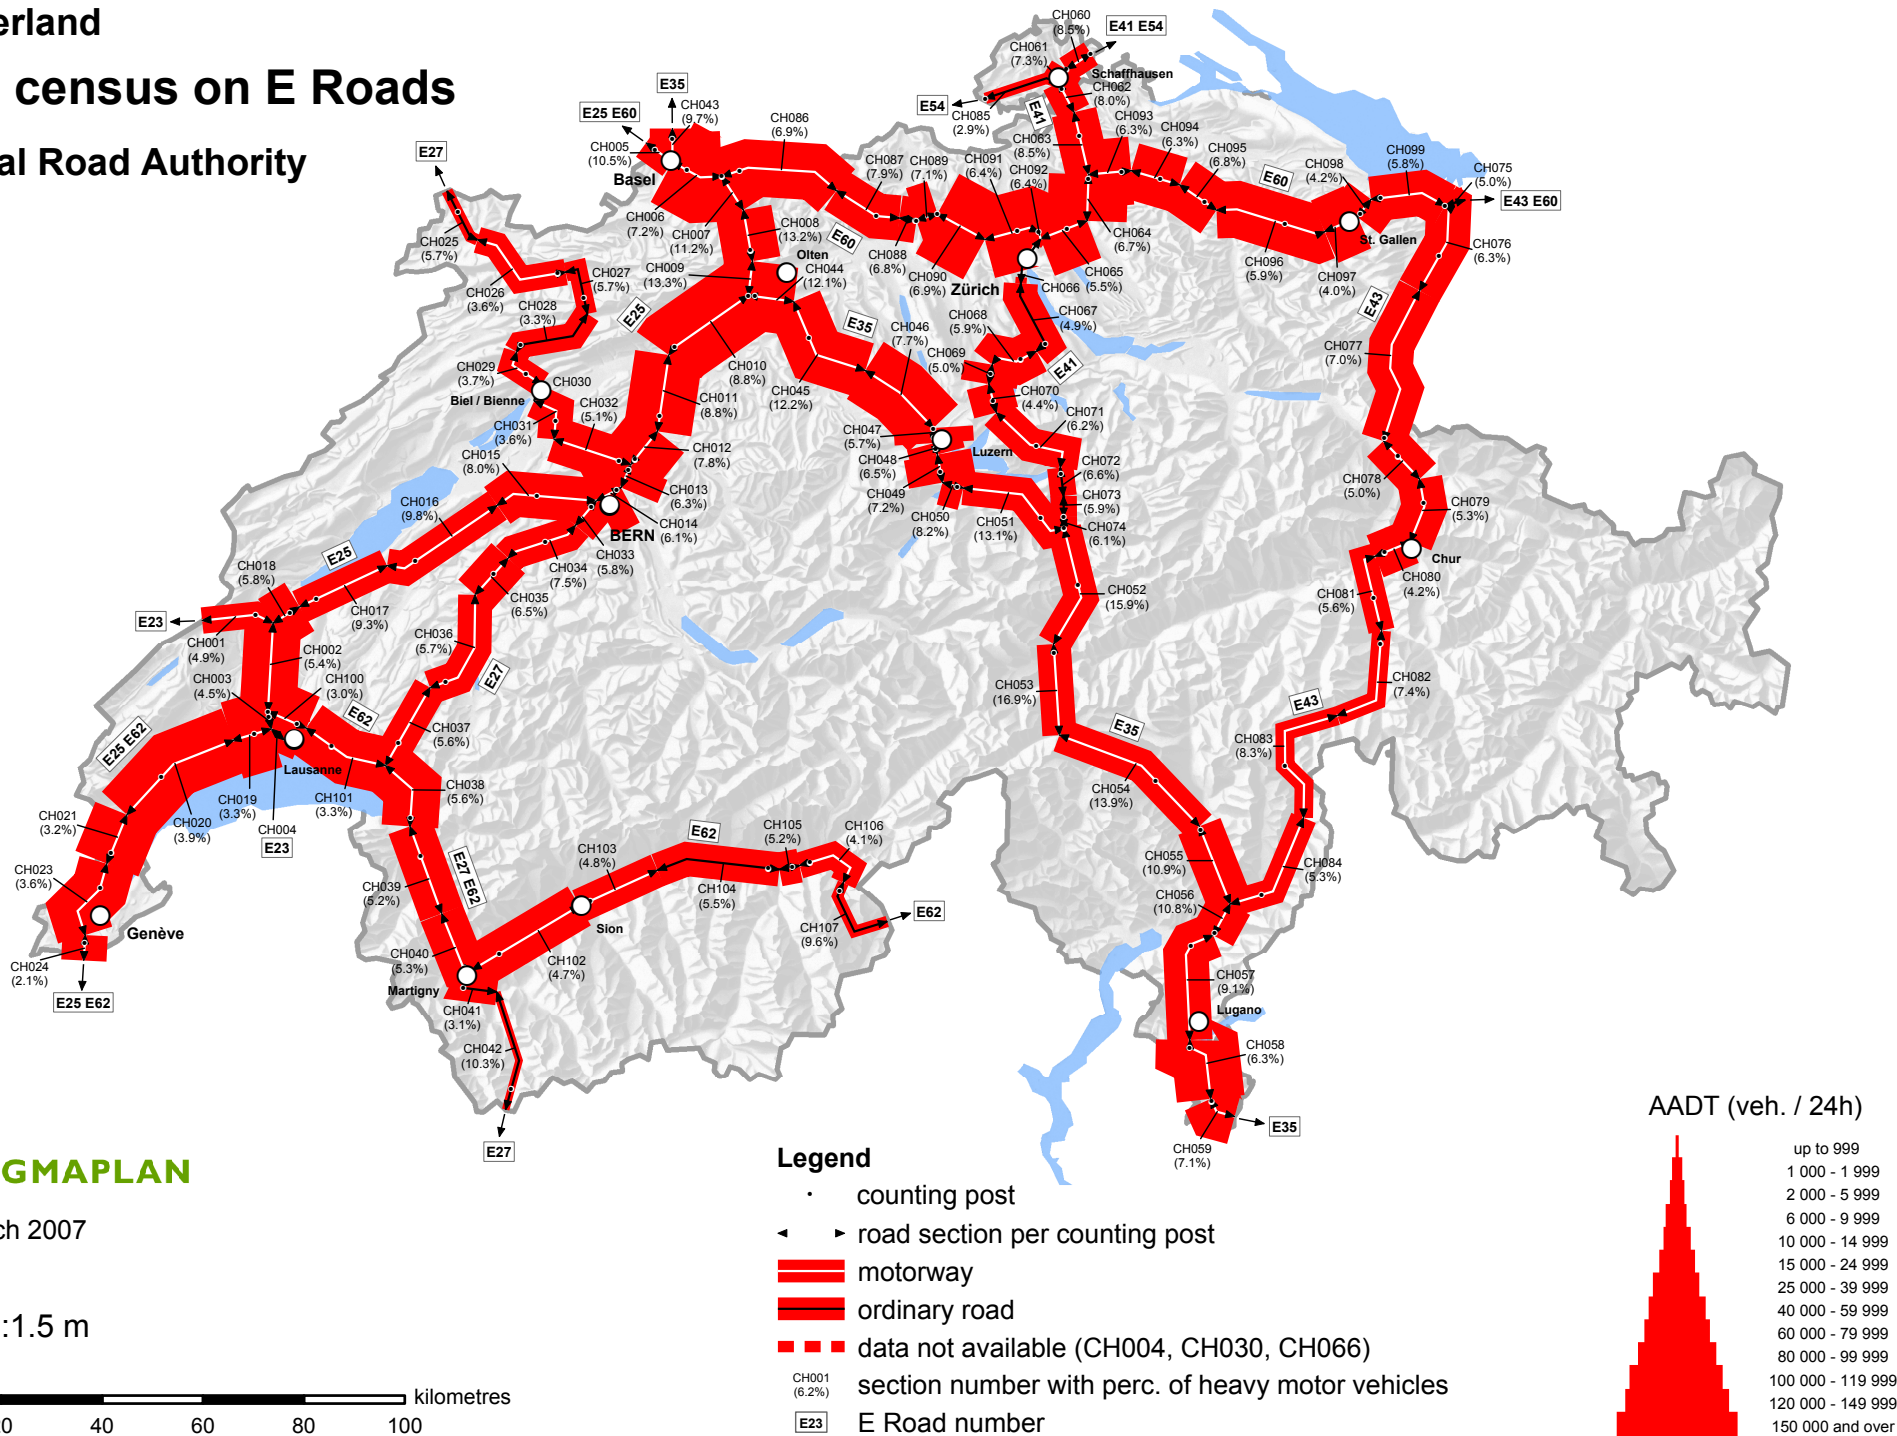 erland
census on E Roads
al Road Authority
E27
E25 E60
E35
CH043
(9.7%)
CH005
(10.5%)
Basel
CH086
(6.9%)
CH006
(7.2%)
CH007
(11.2%)
CH008
(13.2%)
CH009
(13.3%)
Olten
CH044
(12.1%)
E60
CH087
(7.9%)
CH088
(6.8%)
CH089
(7.1%)
CH090
(6.9%)
CH091
(6.4%)
CH092
(6.4%)
CH060
(8.5%)
E41 E54
CH061
(7.3%)
Schaffhausen
CH062
(8.0%)
E54
CH085
(2.9%)
E41
CH063
(8.5%)
CH093
(6.3%)
CH094
(6.3%)
CH095
(6.8%)
E60
CH098
(4.2%)
CH099
(5.8%)
CH075
(5.0%)
E43 E60
St. Gallen
CH076
(6.3%)
CH064
(6.7%)
CH065
(5.5%)
CH096
(5.9%)
CH097
(4.0%)
Zürich
CH066
CH067
(4.9%)
CH068
(5.9%)
CH069
(5.0%)
E41
CH070
(4.4%)
CH071
(6.2%)
CH072
(6.6%)
CH073
(5.9%)
CH074
(6.1%)
E43
CH077
(7.0%)
CH078
(5.0%)
CH079
(5.3%)
Chur
CH080
(4.2%)
CH081
(5.6%)
CH082
(7.4%)
E43
CH083
(8.3%)
CH084
(5.3%)
CH025
(5.7%)
CH026
(3.6%)
CH027
(5.7%)
CH028
(3.3%)
CH029
(3.7%)
CH030
Biel / Bienne
CH031
(3.6%)
CH032
(5.1%)
E25
CH010
(8.8%)
CH011
(8.8%)
CH012
(7.8%)
CH013
(6.3%)
CH014
(6.1%)
BERN
CH015
(8.0%)
CH016
(9.8%)
E25
CH017
(9.3%)
CH018
(5.8%)
E23
CH001
(4.9%)
CH002
(5.4%)
CH003
(4.5%)
CH100
(3.0%)
E62
E35
CH045
(12.2%)
CH046
(7.7%)
CH047
(5.7%)
Luzern
CH048
(6.5%)
CH049
(7.2%)
CH050
(8.2%)
CH051
(13.1%)
CH052
(15.9%)
CH053
(16.9%)
E35
CH054
(13.9%)
CH055
(10.9%)
CH056
(10.8%)
CH057
(9.1%)
Lugano
CH058
(6.3%)
E35
CH059
(7.1%)
CH033
(5.8%)
CH034
(7.5%)
CH035
(6.5%)
CH036
(5.7%)
E27
CH037
(5.6%)
CH038
(5.6%)
E25 E62
Lausanne
CH101
(3.3%)
CH019
(3.3%)
CH004
E23
CH020
(3.9%)
CH021
(3.2%)
CH023
(3.6%)
Genève
CH024
(2.1%)
E25 E62
CH039
(5.2%)
E27 E62
CH040
(5.3%)
Martigny
CH041
(3.1%)
CH042
(10.3%)
E27
CH102
(4.7%)
Sion
CH103
(4.8%)
E62
CH104
(5.5%)
CH105
(5.2%)
CH106
(4.1%)
CH107
(9.6%)
E62
GMAPLAN
ch 2007
:1.5 m
kilometres
0 40 60 80 100
Legend
counting post
road section per counting post
motorway
ordinary road
data not available (CH004, CH030, CH066)
CH001
(6.2%)
section number with perc. of heavy motor vehicles
E23
E Road number
AADT (veh. / 24h)
up to 999
1 000 - 1 999
2 000 - 5 999
6 000 - 9 999
10 000 - 14 999
15 000 - 24 999
25 000 - 39 999
40 000 - 59 999
60 000 - 79 999
80 000 - 99 999
100 000 - 119 999
120 000 - 149 999
150 000 and over